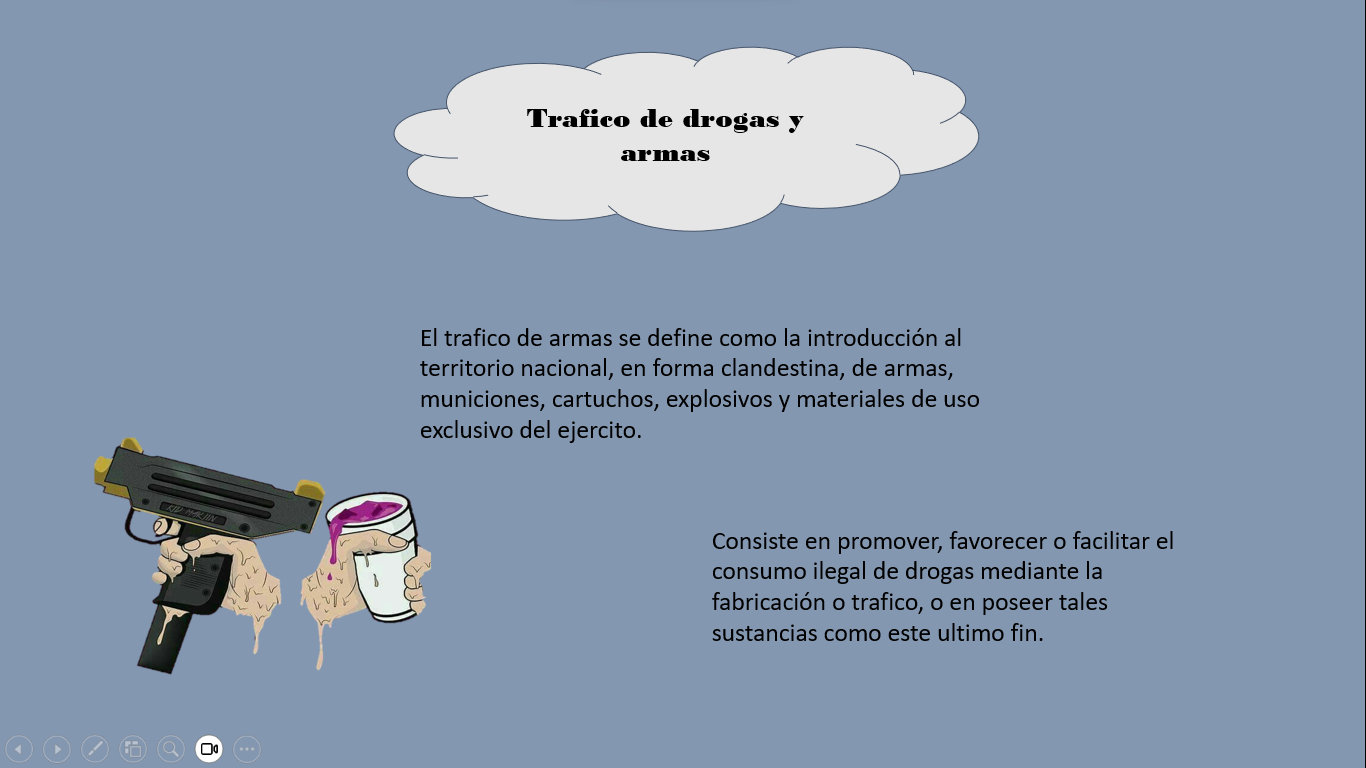 Trafico de drogas y
armas
El trafico de armas se define como la introducción al
territorio nacional, en forma clandestina, de armas,
municiones, cartuchos, explosivos y materiales de uso
exclusivo del ejercito.
Consiste en promover, favorecer o facilitar el
consumo ilegal de drogas mediante la
fabricación o trafico, o en poseer tales
sustancias como este ultimo fin.